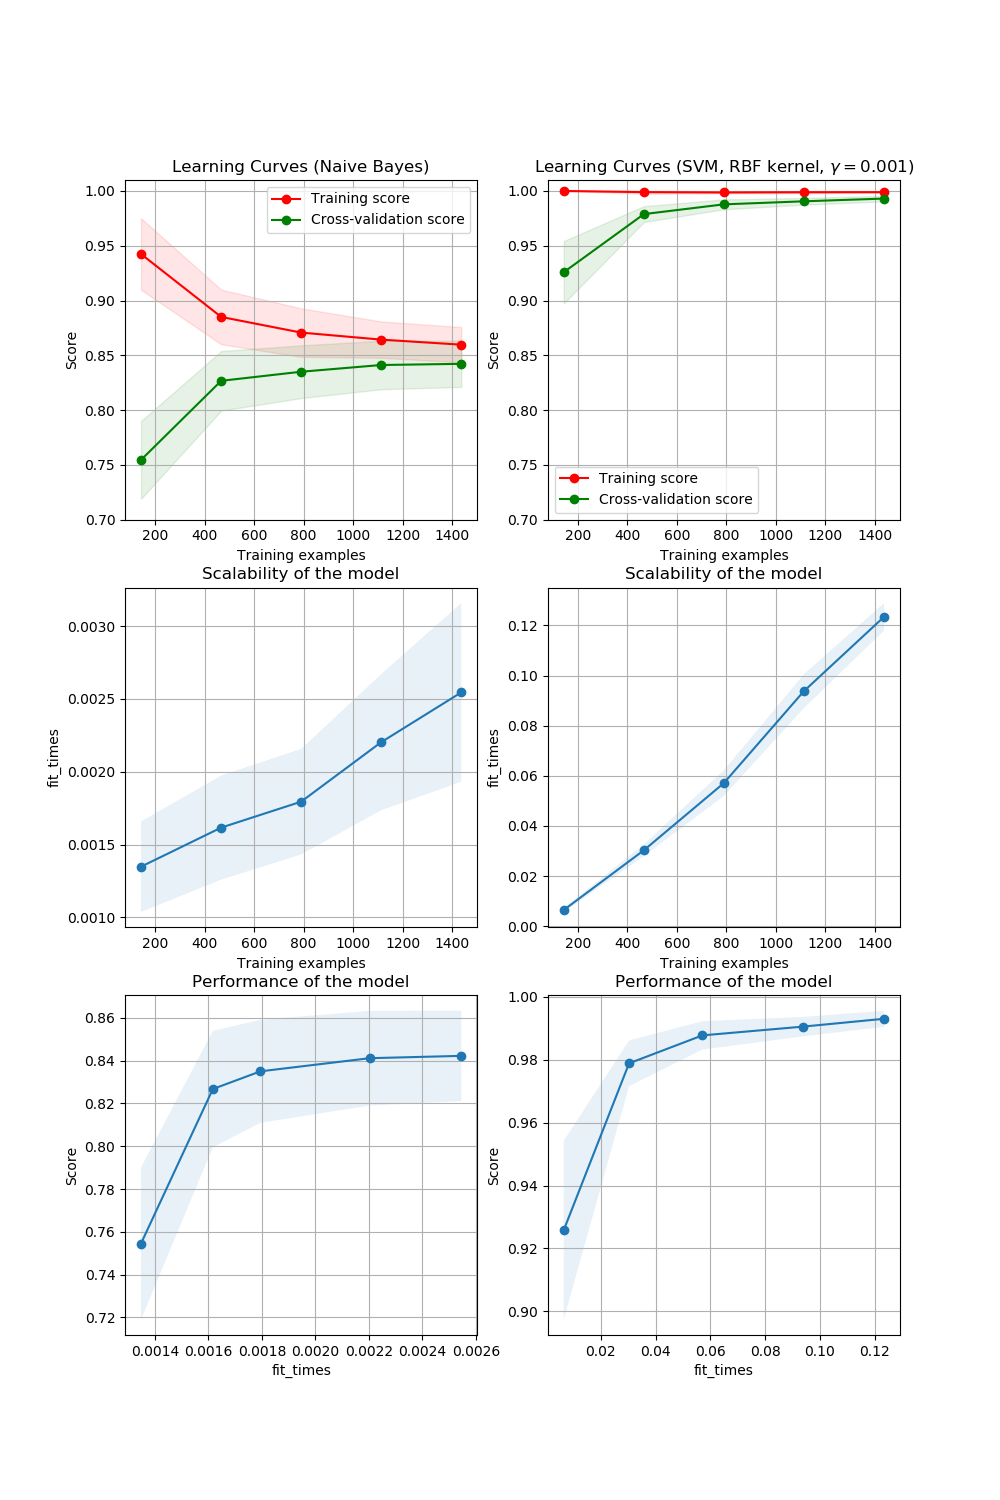 Learning Curves (Naive Bayes)
1.00
0.95
0.90
0.85
0.80
0.75
0.70
Score
Training score
Cross-validation score
200 400 600 800 1000 1200 1400
Training examples
Learning Curves (SVM, RBF kernel, γ = 0.001)
1.00
0.95
0.90
0.85
0.80
0.75
0.70
Score
Training score
Cross-validation score
200 400 600 800 1000 1200 1400
Training examples
Scalability of the model
0.0030
0.0025
0.0020
0.0015
0.0010
fit_times
200 400 600 800 1000 1200 1400
Training examples
Scalability of the model
0.12
0.10
0.08
0.06
0.04
0.02
0.00
fit_times
200 400 600 800 1000 1200 1400
Training examples
Performance of the model
0.86
0.84
0.82
0.80
0.78
0.76
0.74
0.72
Score
0.0014 0.0016 0.0018 0.0020 0.0022 0.0024 0.0026
fit_times
Performance of the model
1.00
0.98
0.96
0.94
0.92
0.90
Score
0.02 0.04 0.06 0.08 0.10 0.12
fit_times